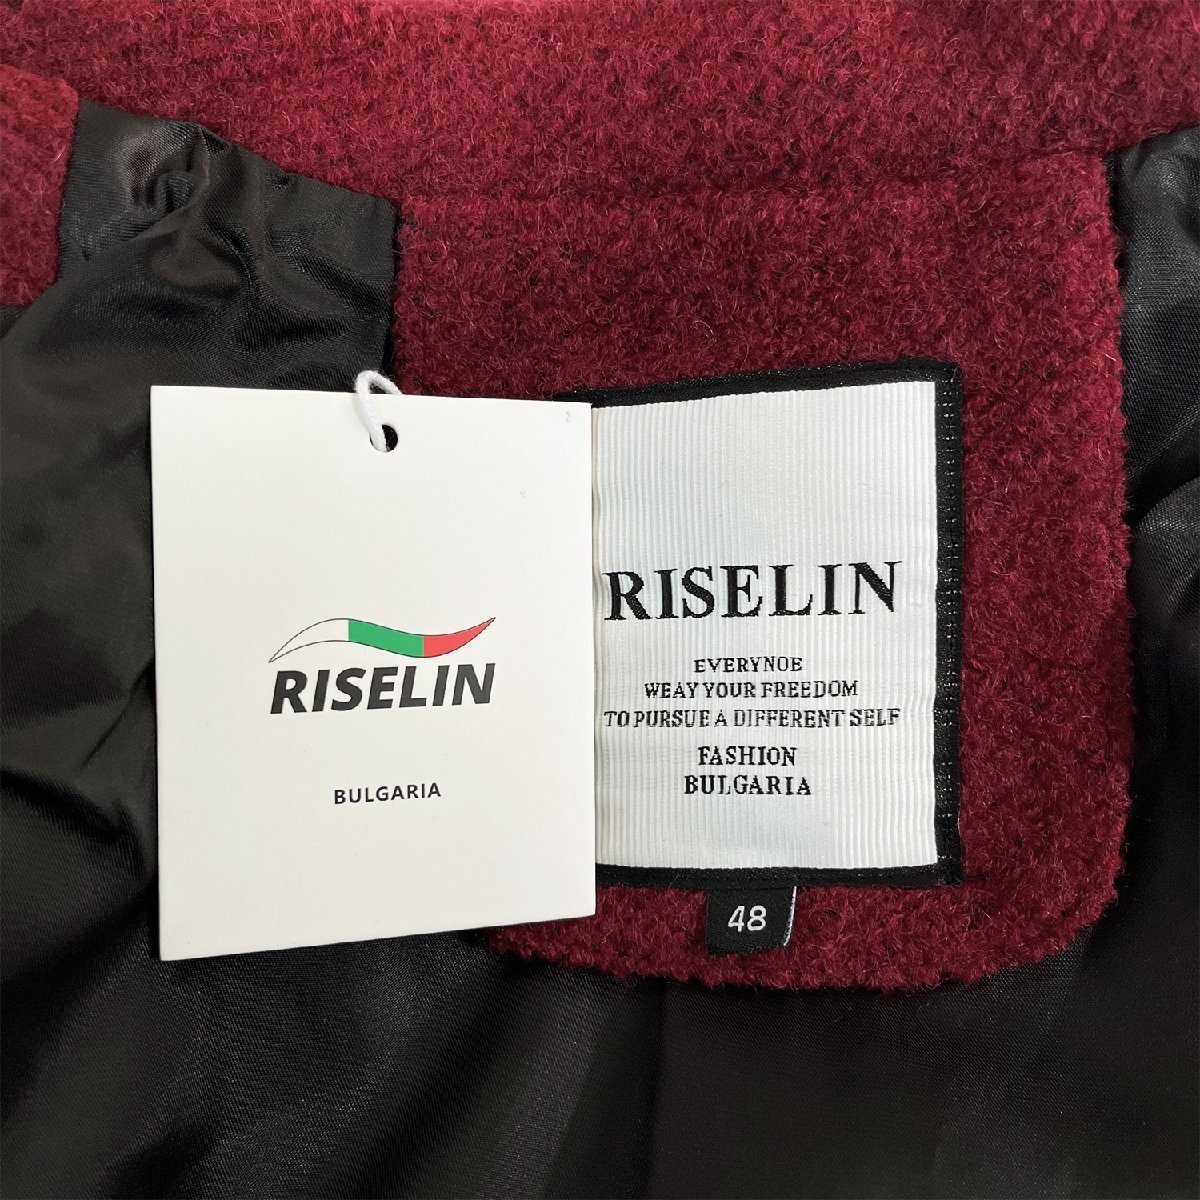 RISELIN
BULGARIA
RISELIN
EVERYNOE
WEAY YOUR FREEDOM
TO PURSUE A DIFFERENT SELF
FASHION
BULGARIA
48